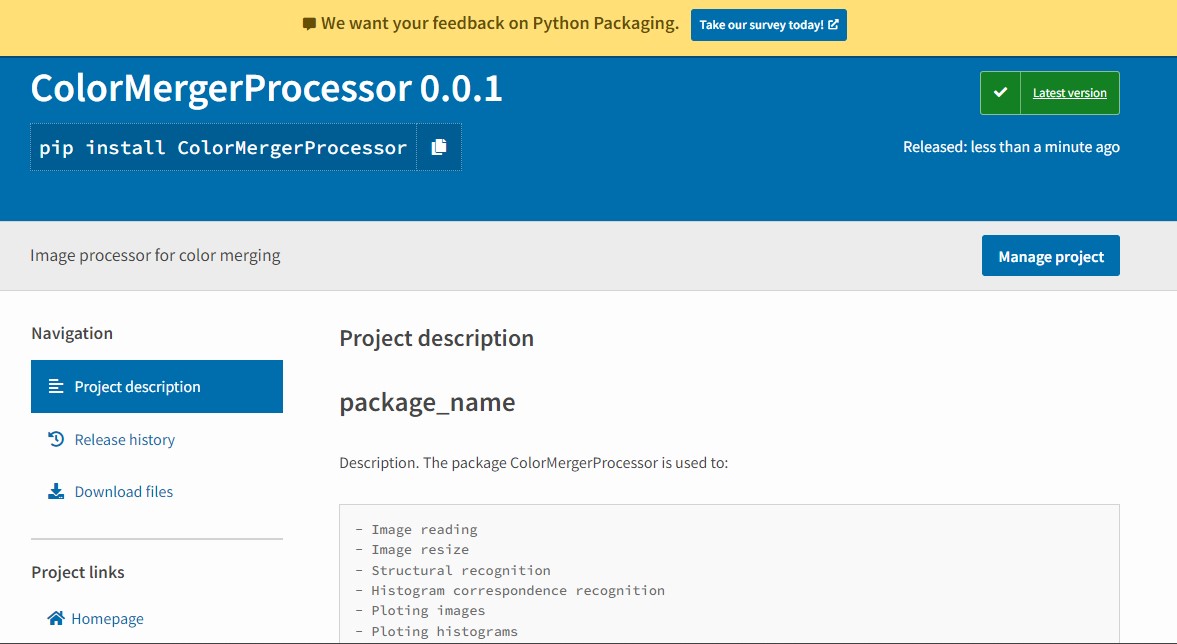 We want your feedback on Python Packaging. Take our survey today!
ColorMergerProcessor 0.0.1
Latest version
pip install ColorMergerProcessor
Released: less than a minute ago
Image processor for color merging
Manage project
Navigation
Project description
Release history
Download files
Project links
Homepage
Project description
package_name
Description. The package ColorMergerProcessor is used to:
- Image reading
- Image resize
- Structural recognition
- Histogram correspondence recognition
- Ploting images
- Ploting histograms